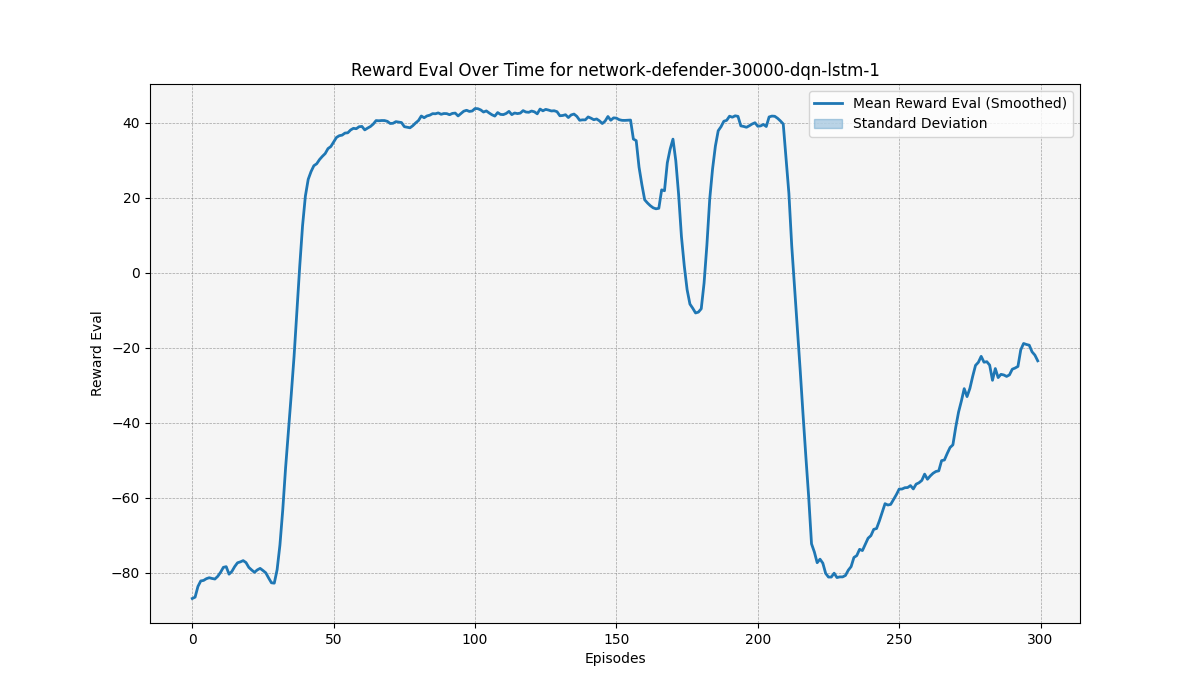 Reward Eval Over Time for network-defender-30000-dqn-lstm-1
Mean Reward Eval (Smoothed)
Standard Deviation
Reward Eval
40
20
0
−20
−40
−60
−80
0
50
100
150
200
250
300
Episodes